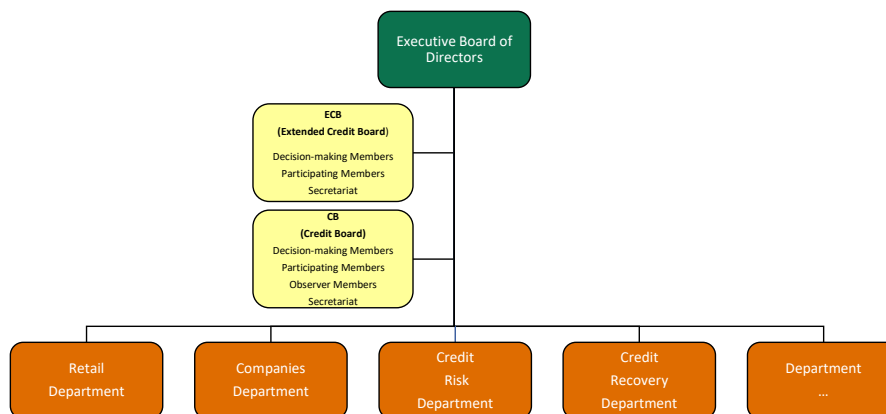 Executive Board of
Directors
ECB
(Extended Credit Board)
Decision-making Members
Participating Members
Secretariat
CB
(Credit Board)
Decision-making Members
Participating Members
Observer Members
Secretariat
Retail
Department
Companies
Department
Credit
Risk
Department
Credit
Recovery
Department
Department
...